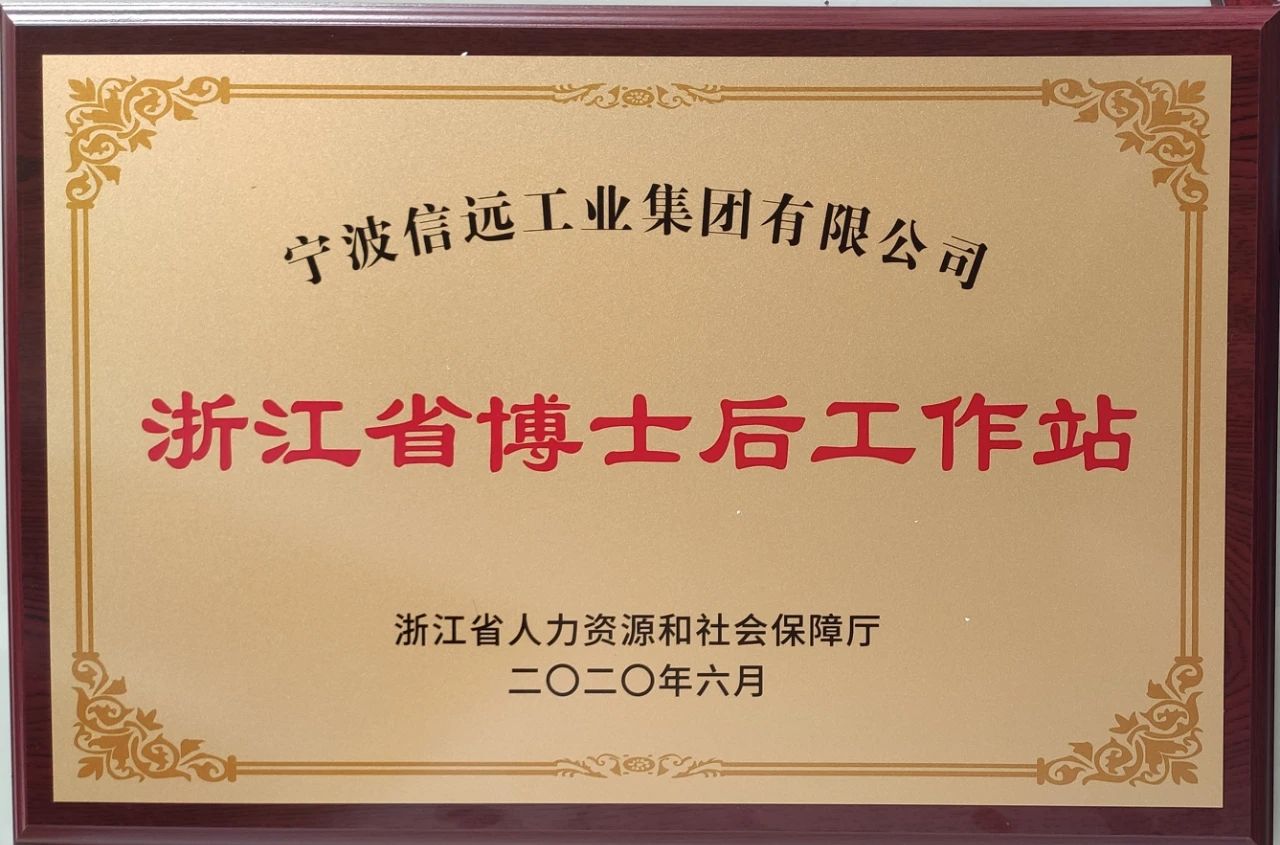 宁波信远工业集团有限公司
浙江省博士后工作站
浙江省人力资源和社会保障厅
二〇二〇年六月